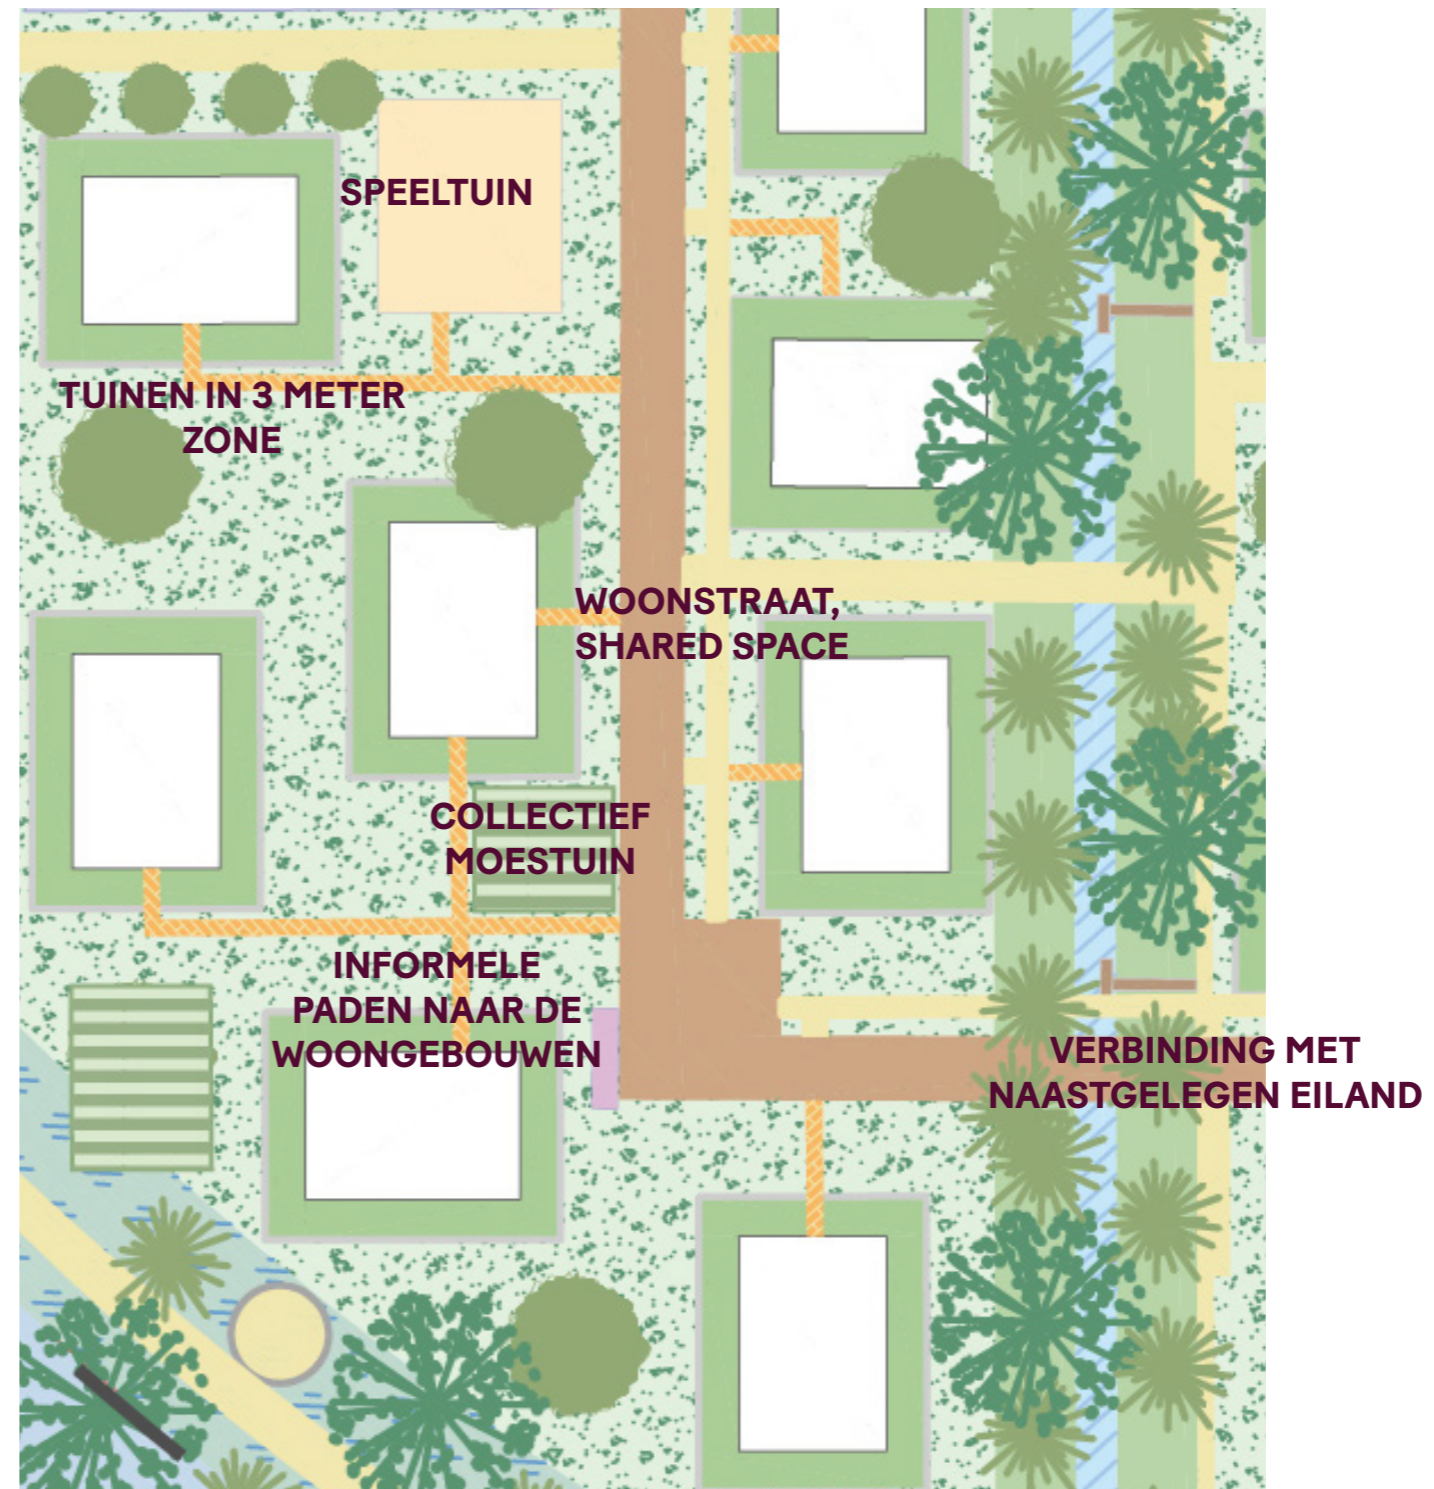 SPEELTUIN
TUINEN IN 3 METER
ZONE
WOONSTRAAT,
SHARED SPACE
COLLECTIEF
MOESTUIN
INFORMELE
PADEN NAAR DE
WOONGEBOUWEN
VERBINDING MET
NAASTGELEGEN EILAND